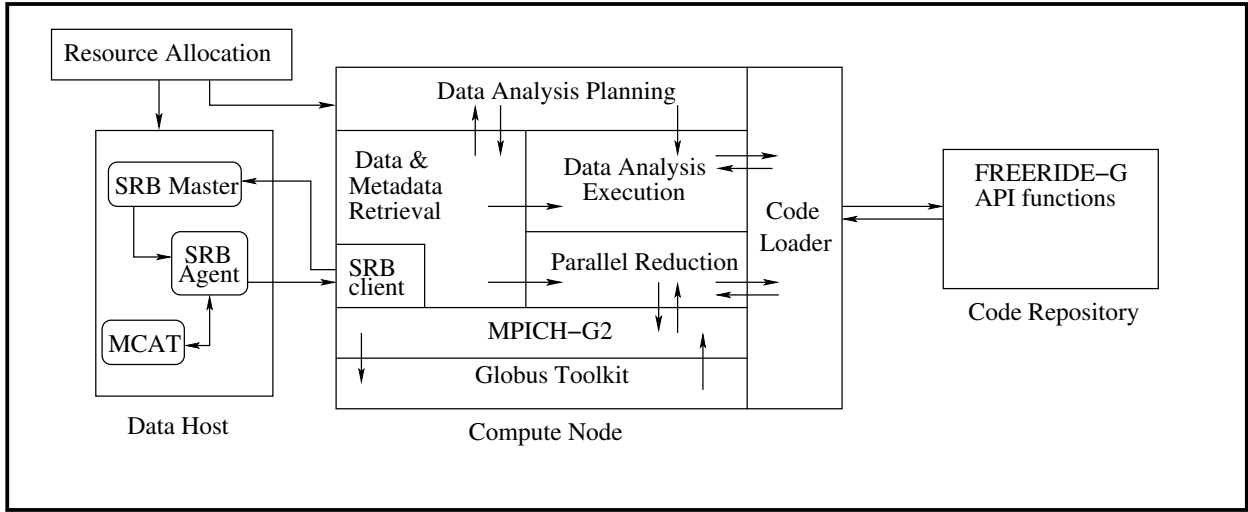 Resource Allocation
Data Analysis Planning
SRB Master
SRB
Agent
MCAT
Data Host
Data &
Metadata
Retrieval
SRB
client
Data Analysis
Execution
Parallel Reduction
MPICH−G2
Globus Toolkit
Compute Node
Code
Loader
FREERIDE−G
API functions
Code Repository